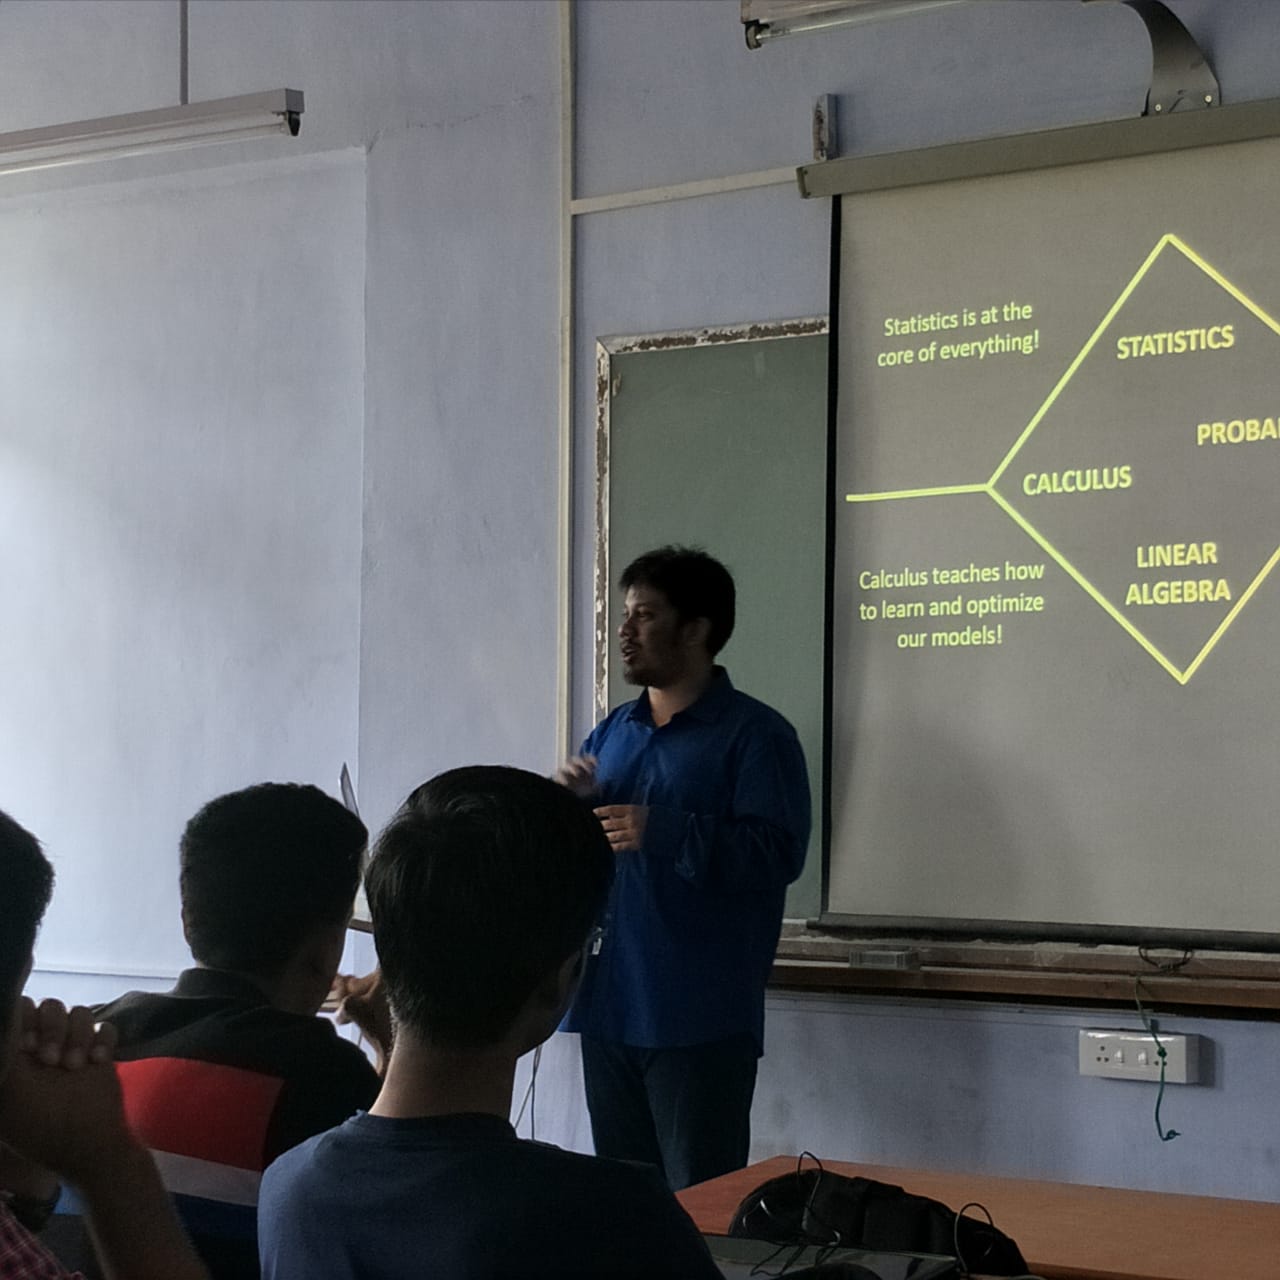 Statistics is at the
core of everything!
STATISTICS
CALCULUS
LINEAR
ALGEBRA
Calculus teaches how
to learn and optimize
our models!